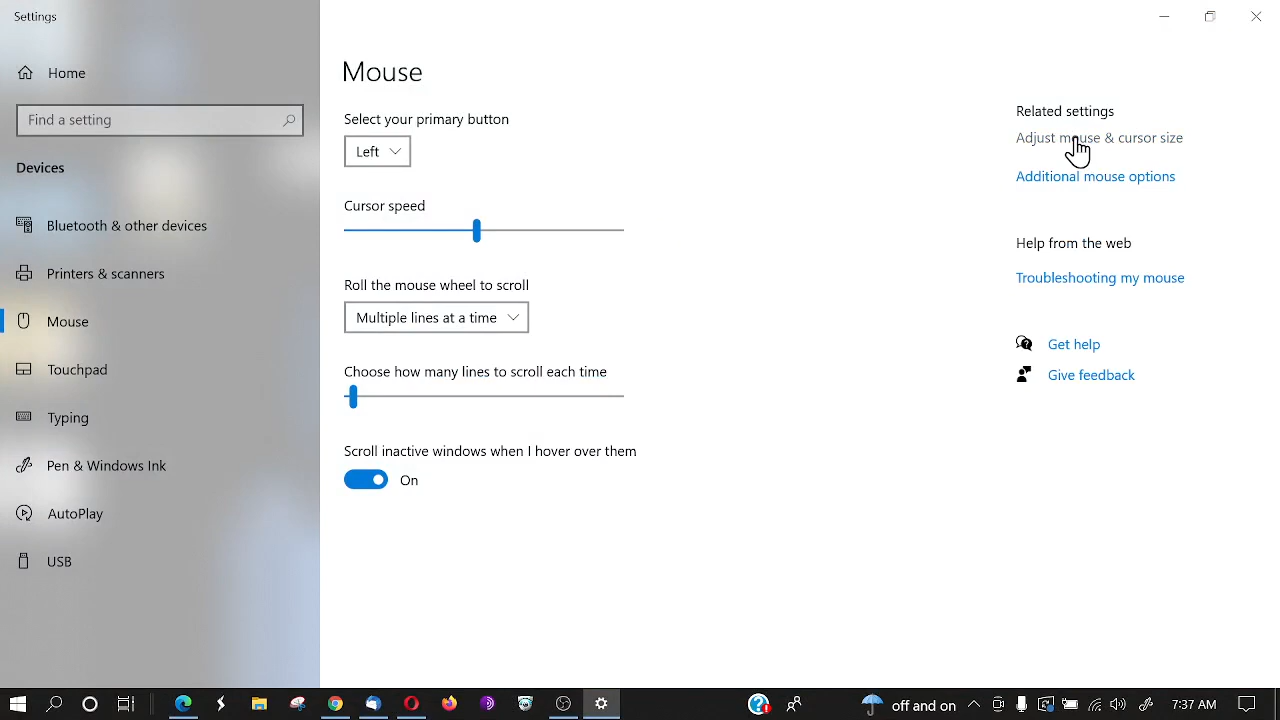 Settings
Home
Find a setting
Devices
Bluetooth & other devices
Printers & scanners
Mouse
Touchpad
Typing
Pen & Windows Ink
AutoPlay
USB
Mouse
Select your primary button
Left
Cursor speed
Roll the mouse wheel to scroll
Multiple lines at a time
Choose how many lines to scroll each time
Scroll inactive windows when I hover over them
On
Related settings
Adjust mouse & cursor size
Additional mouse options
Help from the web
Troubleshooting my mouse
Get help
Give feedback
off and on
7:37 AM